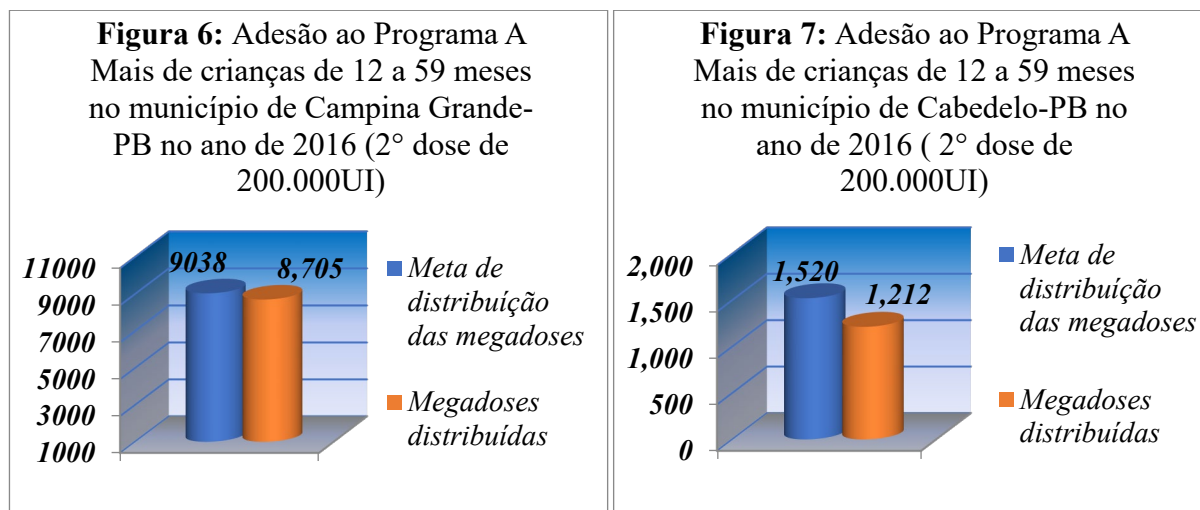 Figura 6: Adesão ao Programa A
Mais de crianças de 12 a 59 meses
no município de Campina Grande-
PB no ano de 2016 (2° dose de
200.000UI)
11000
9000
7000
5000
3000
1000
9038
8,705
Meta de
distribuíção
das megadoses
Megadoses
distribuídas
Figura 7: Adesão ao Programa A
Mais de crianças de 12 a 59 meses
no município de Cabedelo-PB no
ano de 2016 ( 2° dose de
200.000UI)
2,000
1,500
1,000
500
0
1,520
1,212
Meta de
distribuíção
das megadoses
Megadoses
distribuídas